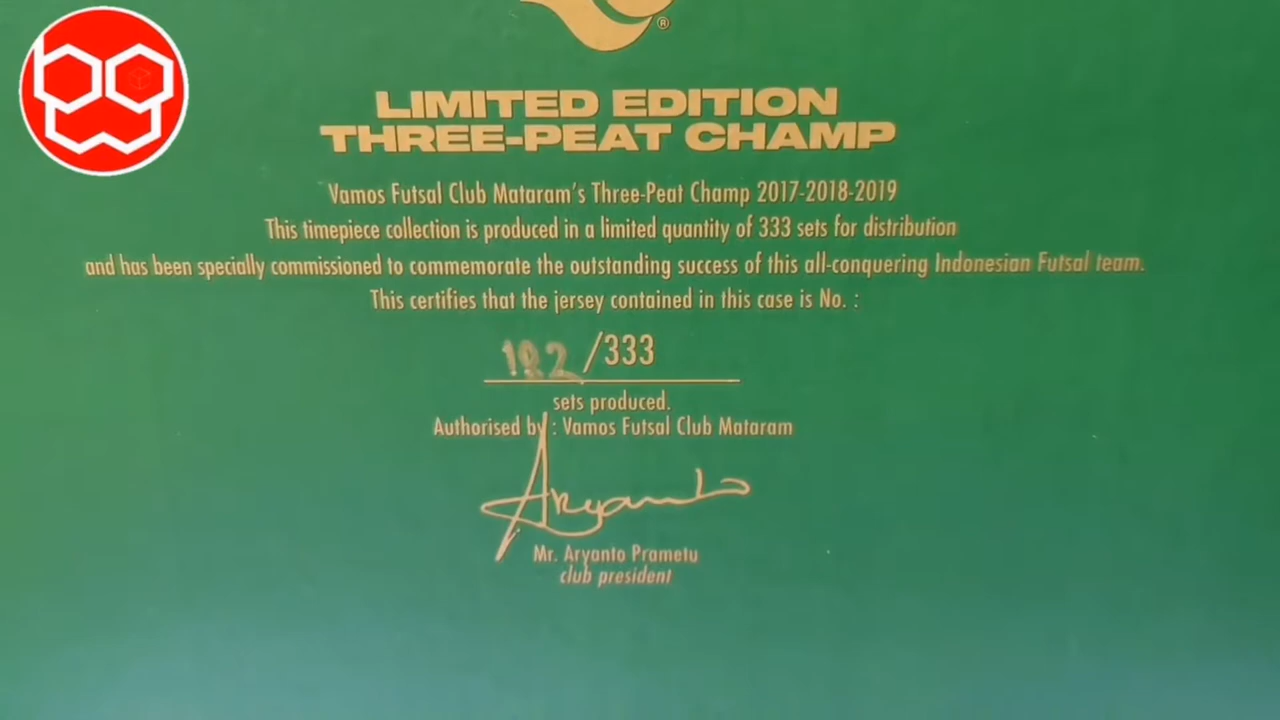 ®
LIMITED EDITION
THREE-PEAT CHAMP
Vamos Futsal Club Mataram's Three-Peat Champ 2017-2018-2019
This timepiece collection is produced in a limited quantity of 333 sets for distribution
and has been specially commissioned to commemorate the outstanding success of this all-conquering Indonesian Futsal team.
This certifies that the jersey contained in this case is No. :
/333
sets produced.
Authorised by : Vamos Futsal Club Mataram
Aryanto
Mr. Aryanto Prametu
club president